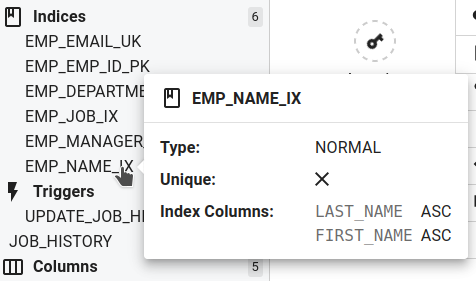 Indices 6
EMP_EMAIL_UK
EMP_EMP_ID_PK
EMP_DEPARTME
EMP_JOB_IX
EMP_MANAGER_
EMP_NAME_IX
Triggers
UPDATE_JOB_HI
JOB_HISTORY
Columns 5
EMP_NAME_IX
Type: NORMAL
Unique:
Index Columns: LAST_NAME ASC
FIRST_NAME ASC